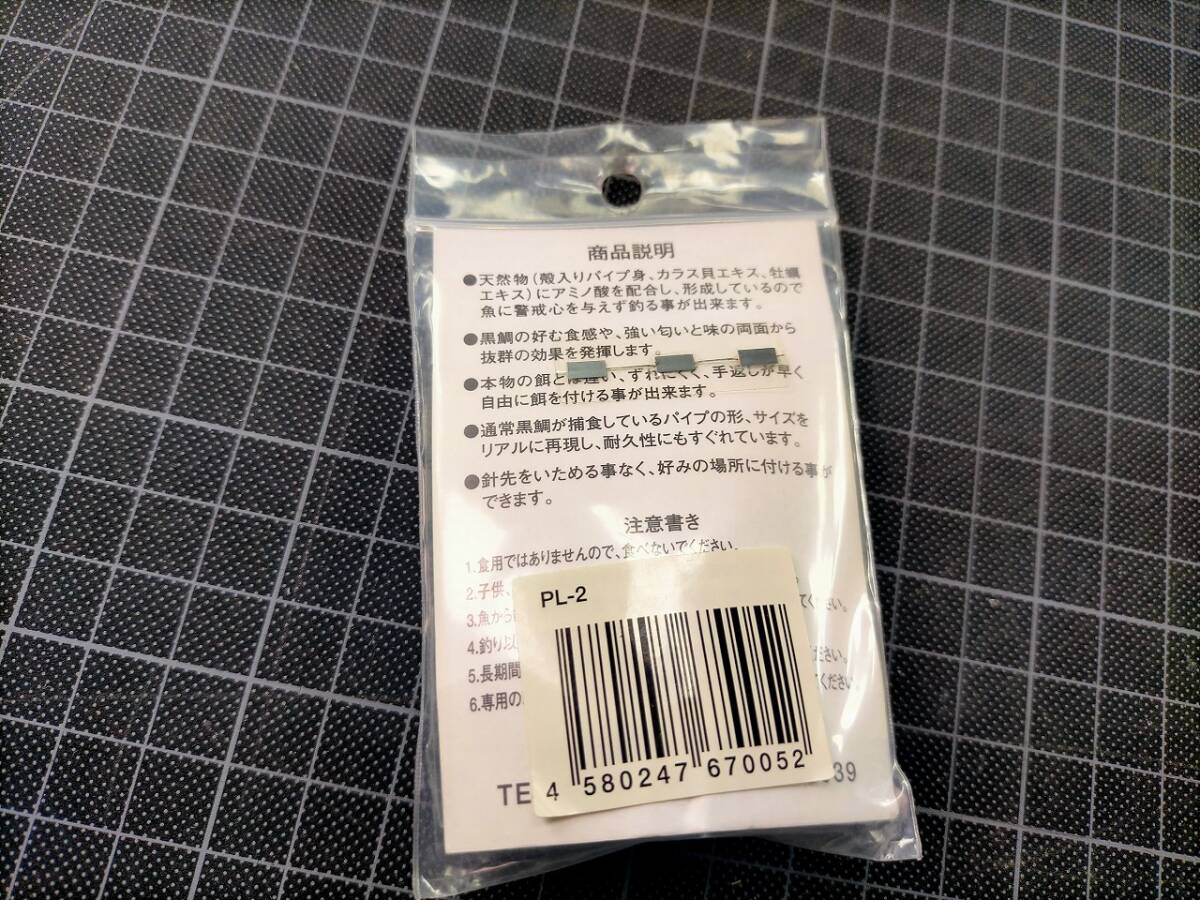 商品説明
●天然物(殻入りパイプ身、カラス貝エキス、牡蠣
エキス)にアミノ酸を配合し、形成しているので
魚に警戒心を与えず釣る事が出来ます。
●黒鯛の好む食感や、強い匂いと味の両面から
抜群の効果を発揮します。
●本物の餌とは違い、ずれにくく、手返しが早く
自由に餌を付ける事が出来ます。
●通常黒鯛が捕食しているパイプの形、サイズを
リアルに再現し、耐久性にもすぐれています。
●針先をいためる事なく、好みの場所に付ける事が
できます。
注意書き
1.食用ではありませんので、食べないでください。
2.子供、
3.魚から てください。
4.釣り以 ださい。
5.長期間 ください
6.専用の
PL-2
4 580247 670052
TE 39